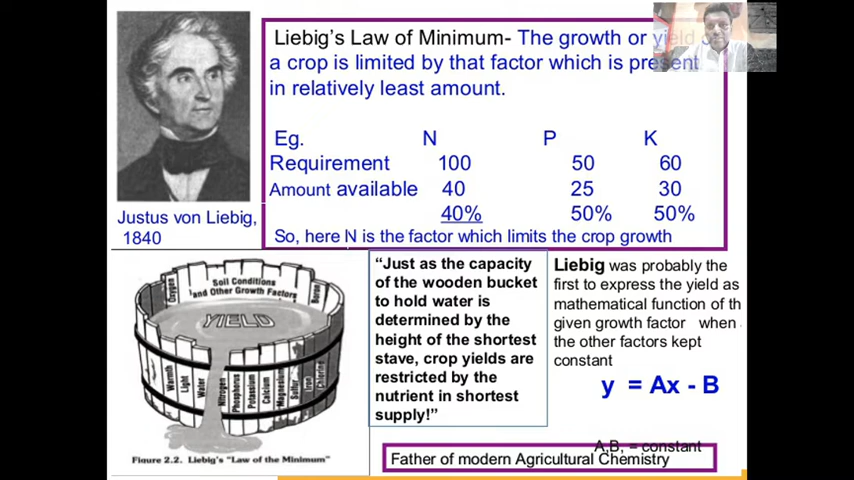 Liebig's Law of Minimum- The growth or yield
a crop is limited by that factor which is present
in relatively least amount.
Eg. N P K
Requirement 100 50 60
Amount available 40 25 30
40% 50% 50%
So, here N is the factor which limits the crop growth
Justus von Liebig,
1840
Soil Conditions
and Other Growth Factors
Oxygen
Boron
YIELD
Warmth
Light
Water
Nitrogen
Phosphorus
Potassium
Calcium
Magnesium
Sulfur
Iron
Chlorine
Figure 2.2. Liebig's "Law of the Minimum"
"Just as the capacity
of the wooden bucket
to hold water is
determined by the
height of the shortest
stave, crop yields are
restricted by the
nutrient in shortest
supply!"
Liebig was probably the
first to express the yield as
mathematical function of th
given growth factor when
the other factors kept
constant
y = Ax - B
A,B, = constant
Father of modern Agricultural Chemistry